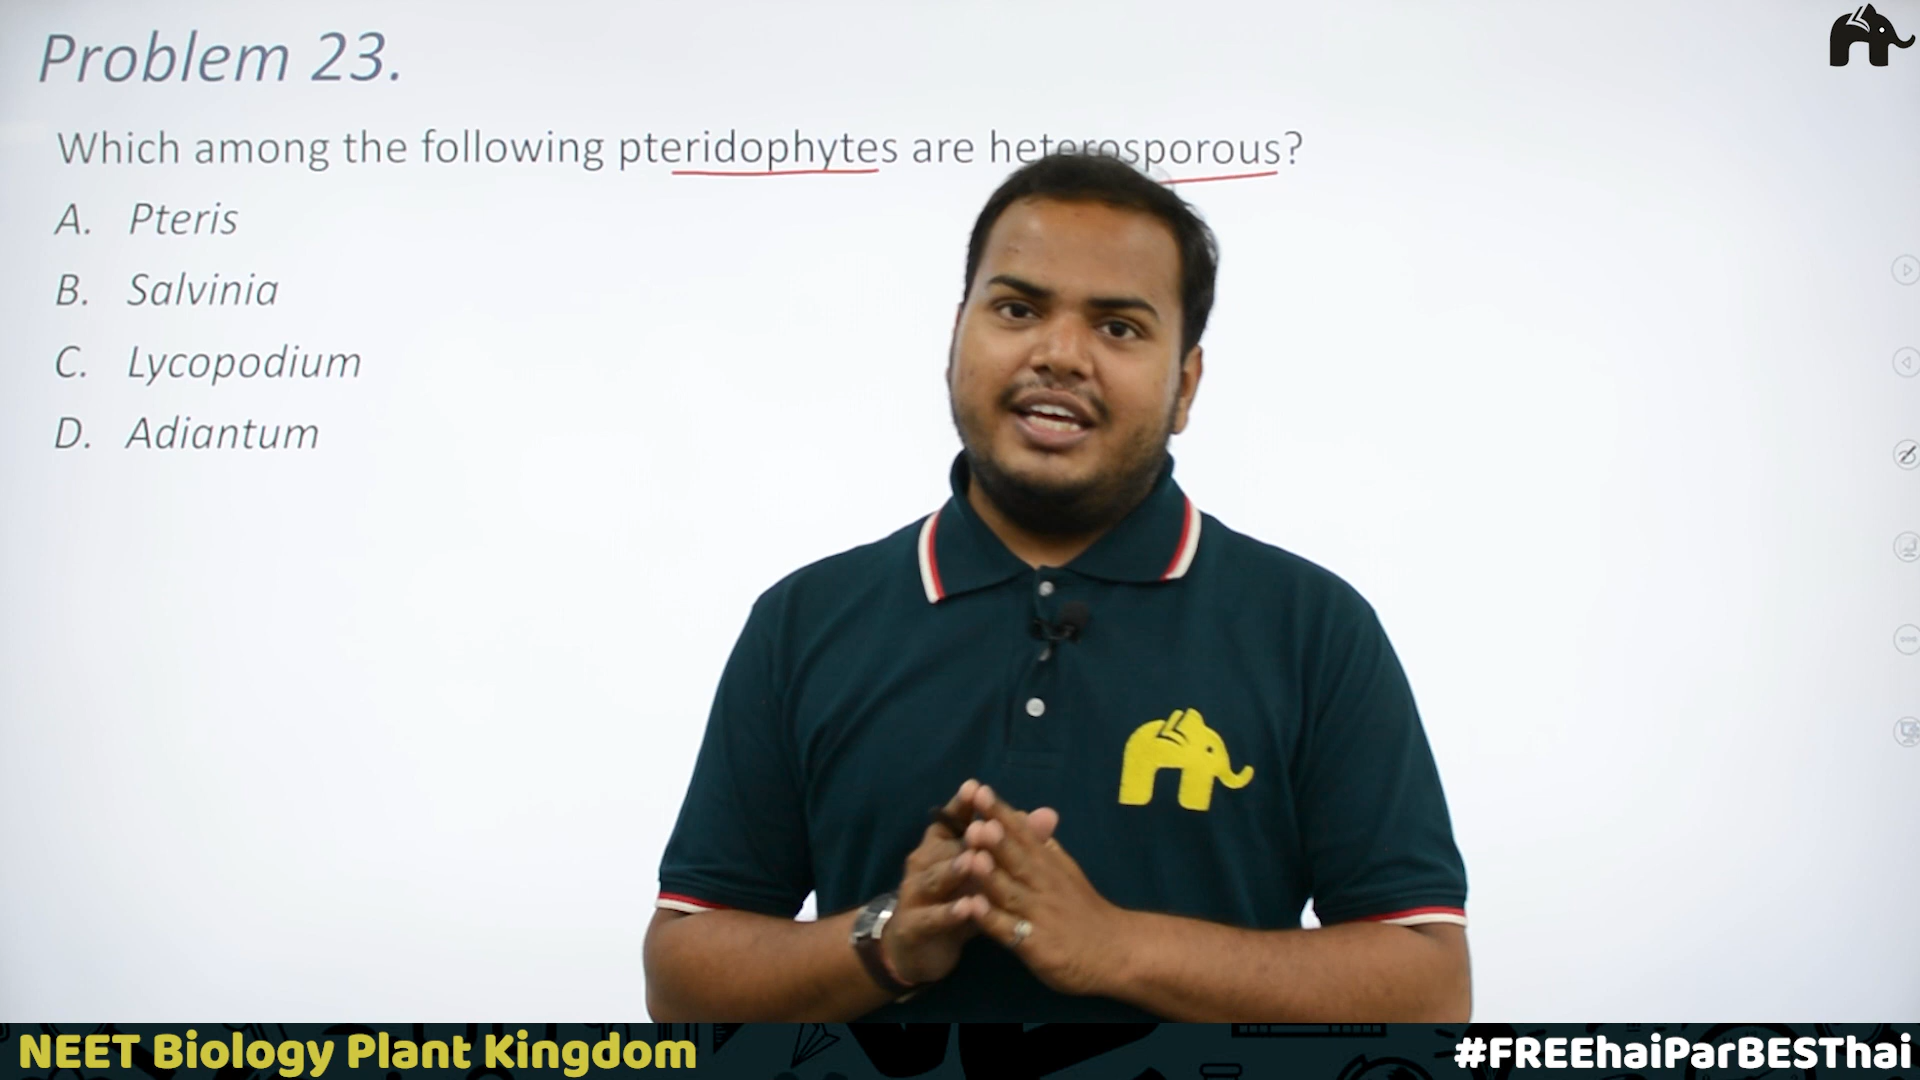 Problem 23.
Which among the following pteridophytes are heterosporous?
A. Pteris
B. Salvinia
C. Lycopodium
D. Adiantum
NEET Biology Plant Kingdom
#FREEhaiParBESThai